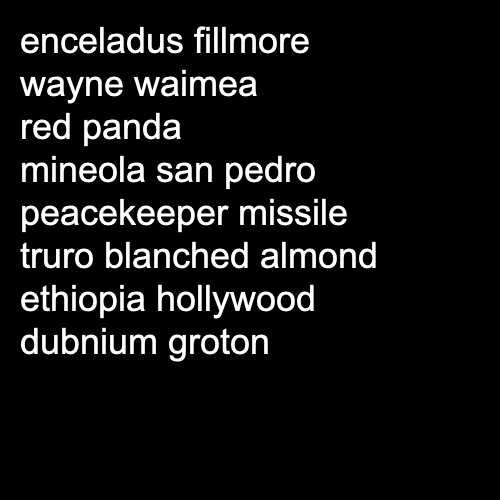 enceladus fillmore
wayne waimea
red panda
mineola san pedro
peacekeeper missile
truro blanched almond
ethiopia hollywood
dubnium groton